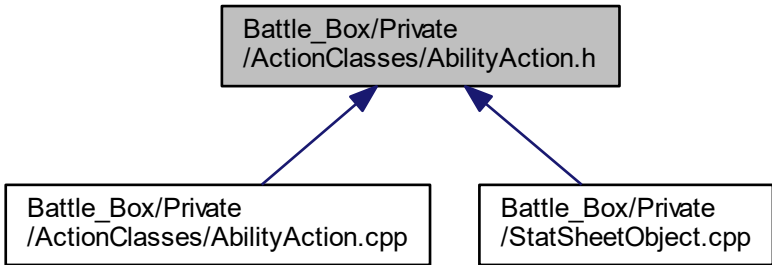 Battle_Box/Private
/ActionClasses/AbilityAction.h
Battle_Box/Private
/ActionClasses/AbilityAction.cpp
Battle_Box/Private
/StatSheetObject.cpp